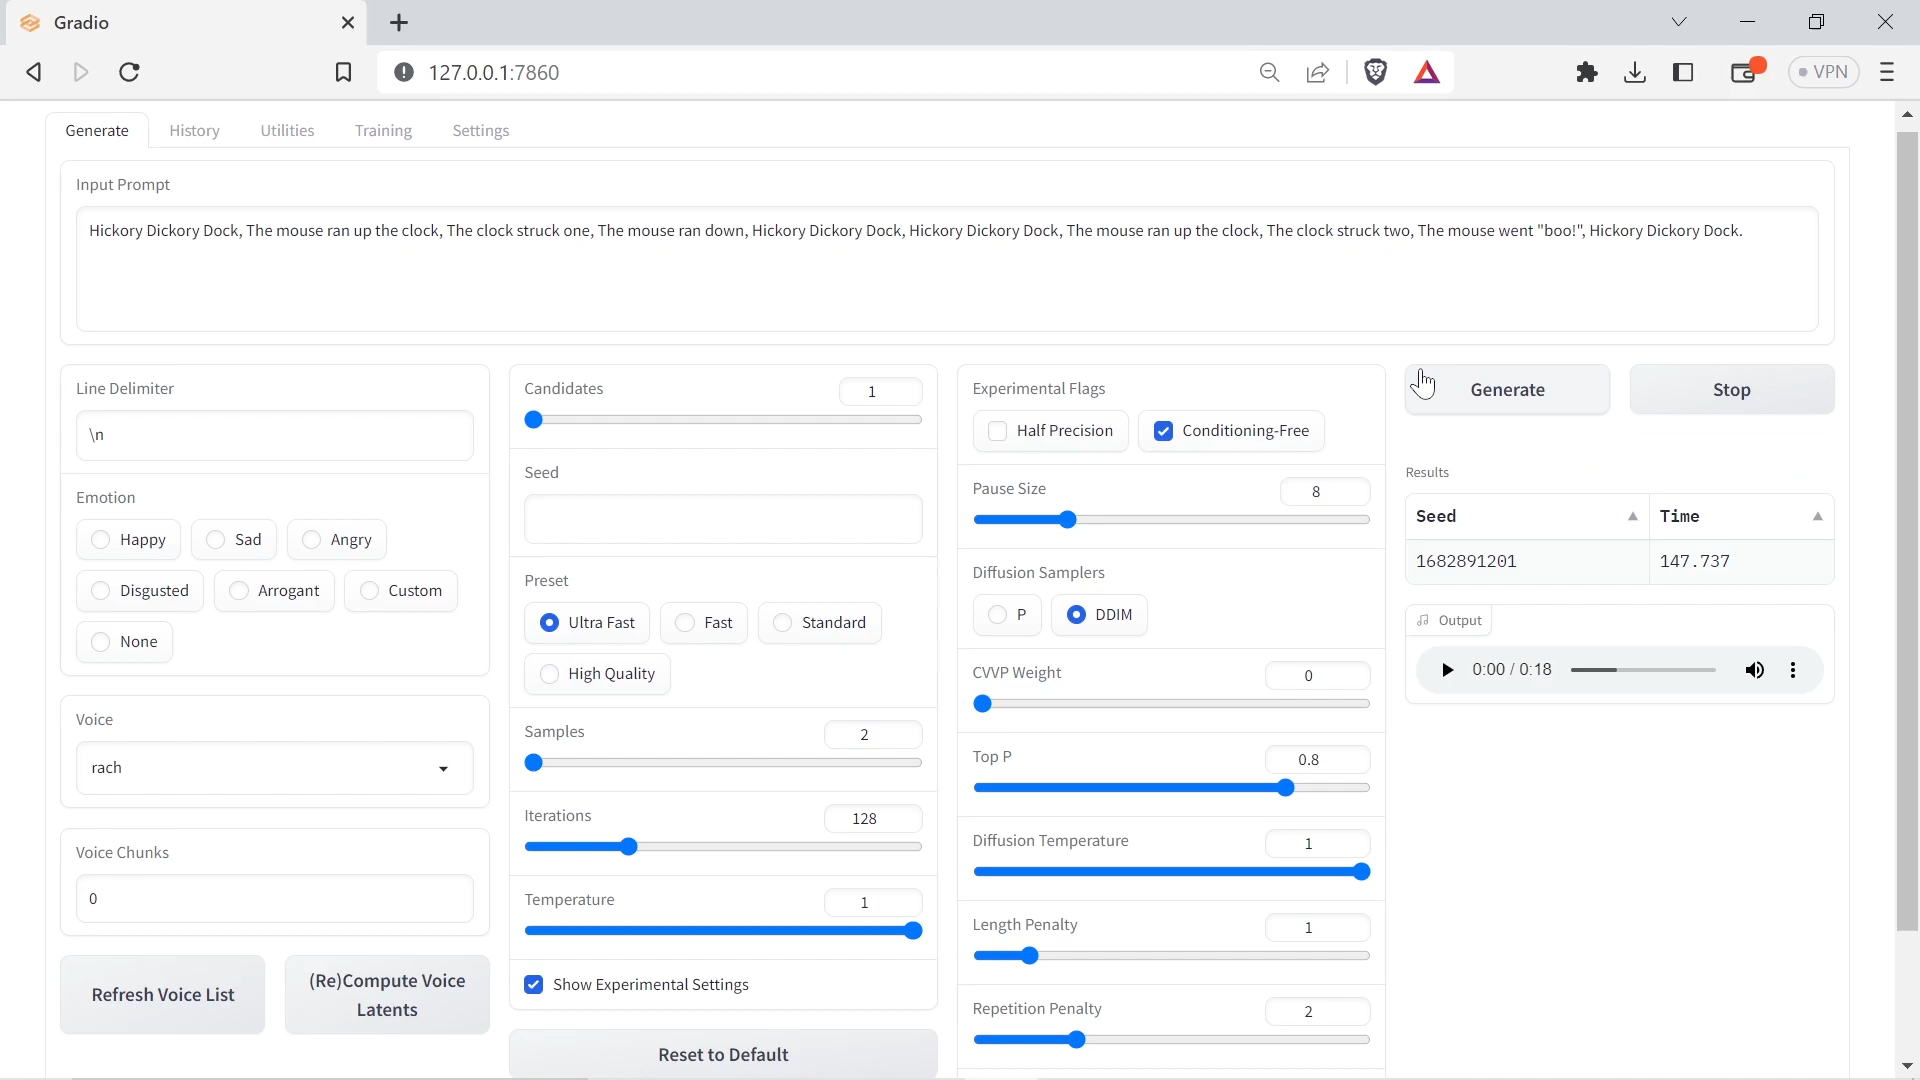 Gradio
127.0.0.1:7860
VPN
Generate History Utilities Training Settings
Input Prompt
Hickory Dickory Dock, The mouse ran up the clock, The clock struck one, The mouse ran down, Hickory Dickory Dock, Hickory Dickory Dock, The mouse ran up the clock, The clock struck two, The mouse went "boo!", Hickory Dickory Dock.
Line Delimiter
\n
Emotion
Happy Sad Angry
Disgusted Arrogant Custom
None
Voice
rach
Voice Chunks
0
Refresh Voice List
(Re)Compute Voice
Latents
Candidates 1
Seed
Preset
Ultra Fast Fast Standard
High Quality
Samples 2
Iterations 128
Temperature 1
Show Experimental Settings
Reset to Default
Experimental Flags
Half Precision Conditioning-Free
Pause Size 8
Diffusion Samplers
P DDIM
CVVP Weight 0
Top P 0.8
Diffusion Temperature 1
Length Penalty 1
Repetition Penalty 2
Generate Stop
Results
Seed Time
1682891201 147.737
Output
0:00 / 0:18